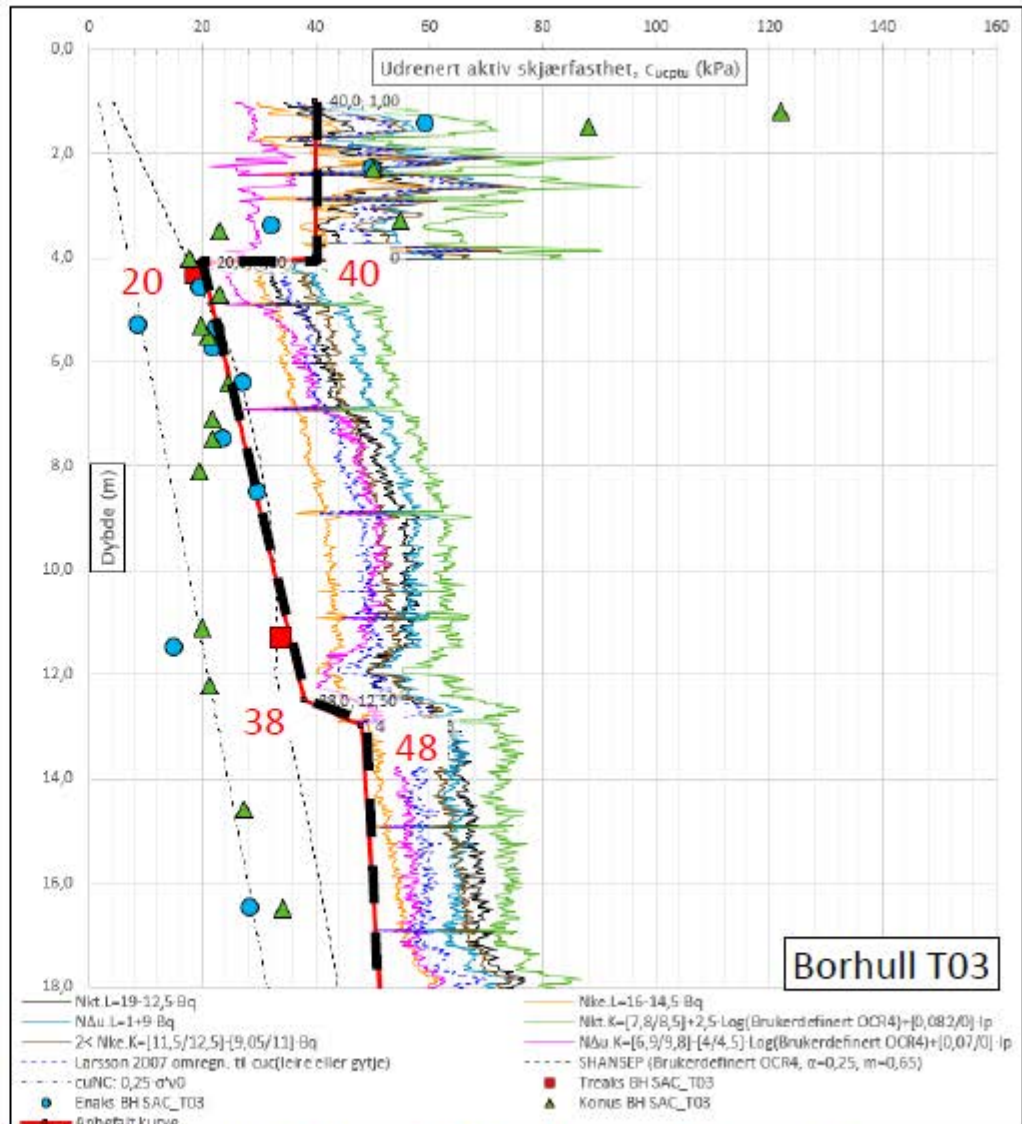 0 20 40 60 80 100 120 140 160
0,0
Udrenert aktiv skjærfasthet, cucptu (kPa)
40,0, 1,00
2,0
4,0
20
40
6,0
8,0
Dybde (m)
10,0
12,0
38,0, 12,50
38
48
14,0
16,0
18,0
Borhull T03
Nkt.L=19-12,5·Bq
Nke.L=16-14,5·Bq
NΔu.L=1+9·Bq
Nkt.K=[7,8/8,5]+2,5·Log(Brukerdefinert OCR4)+[0,082/0]·Ip
2< Nke.K=[11,5/12,5]-[9,05/11]·Bq
NΔu.K=[6,9/9,8]-[4/4,5]·Log(Brukerdefinert OCR4)+[0,07/0]·Ip
Larsson 2007 omregn. til cuc(leire eller gytje)
SHANSEP (Brukerdefinert OCR4, α=0,25, m=0,65)
cuNC: 0,25·σ'v0
Treaks BH SAC_T03
Enaks BH SAC_T03
Konus BH SAC_T03
Anbefalt kurve